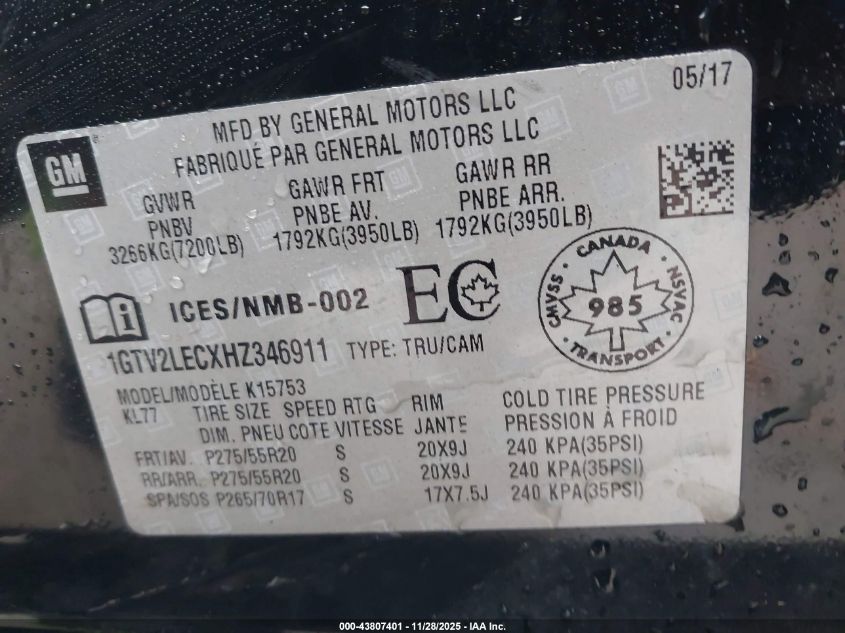 05/17
MFD BY GENERAL MOTORS LLC
FABRIQUÉ PAR GENERAL MOTORS LLC
GM
GVWR GAWR FRT GAWR RR
PNBV PNBE AV. PNBE ARR.
3266KG(7200LB) 1792KG(3950LB) 1792KG(3950LB)
ICES/NMB-002 EC
CANADA
CMVSS 985 NSVAC
TRANSPORT
1GTV2LECXHZ346911 TYPE: TRU/CAM
MODEL/MODÈLE K15753
KL77 TIRE SIZE SPEED RTG RIM COLD TIRE PRESSURE
DIM. PNEU COTE VITESSE JANTE PRESSION À FROID
FRT/AV. P275/55R20 S 20X9J 240 KPA(35PSI)
RR/ARR. P275/55R20 S 20X9J 240 KPA(35PSI)
SPA/SOS P265/70R17 S 17X7.5J 240 KPA(35PSI)
000-43807401 — 11/28/2025 — IAA Inc.